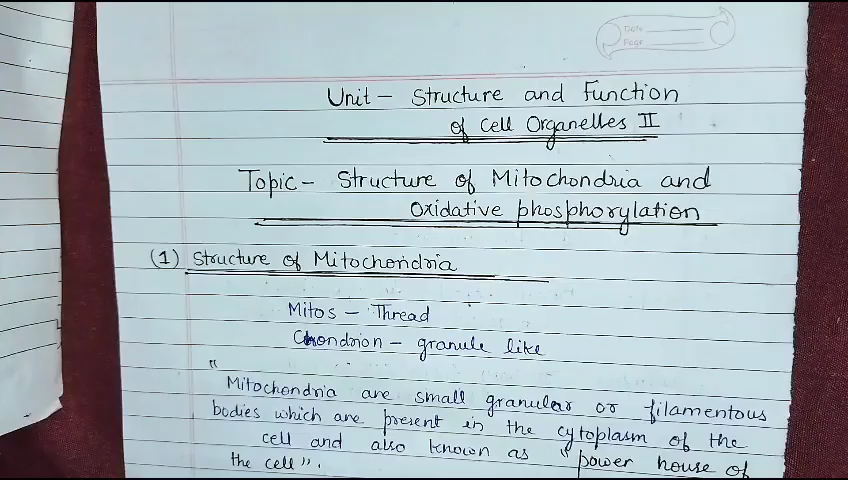 Date
Page
Unit - Structure and Function
of Cell Organelles II
Topic - Structure of Mitochondria and
Oxidative phosphorylation
(1) Structure of Mitochondria
Mitos - Thread
Chondrion - granule like
"Mitochondria are small granular or filamentous
bodies which are present in the cytoplasm of the
cell and also known as "power house of
the cell".